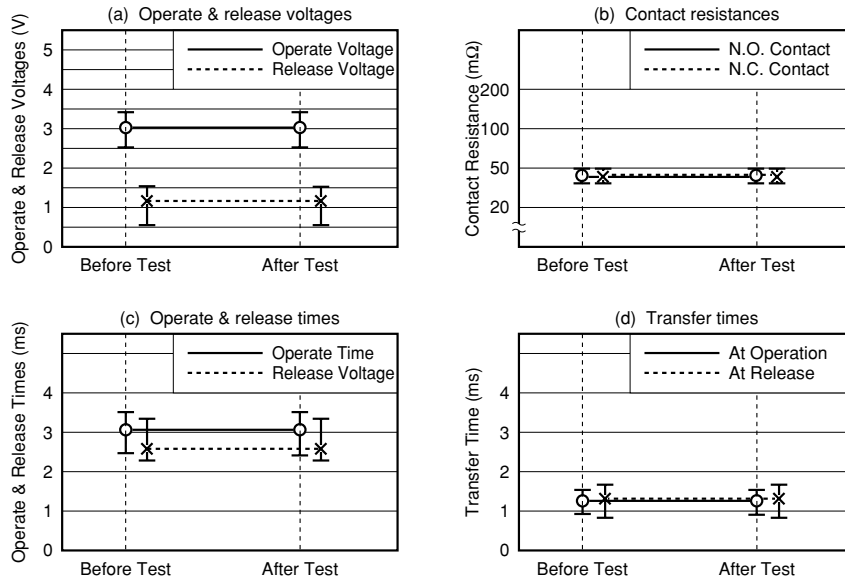 (a) Operate & release voltages
Operate & Release Voltages (V)
5
4
3
2
1
0
Operate Voltage
Release Voltage
Before Test
After Test
(b) Contact resistances
Contact Resistance (mΩ)
200
100
50
20
N.O. Contact
N.C. Contact
Before Test
After Test
(c) Operate & release times
Operate & Release Times (ms)
4
3
2
1
0
Operate Time
Release Voltage
Before Test
After Test
(d) Transfer times
Transfer Time (ms)
4
3
2
1
0
At Operation
At Release
Before Test
After Test